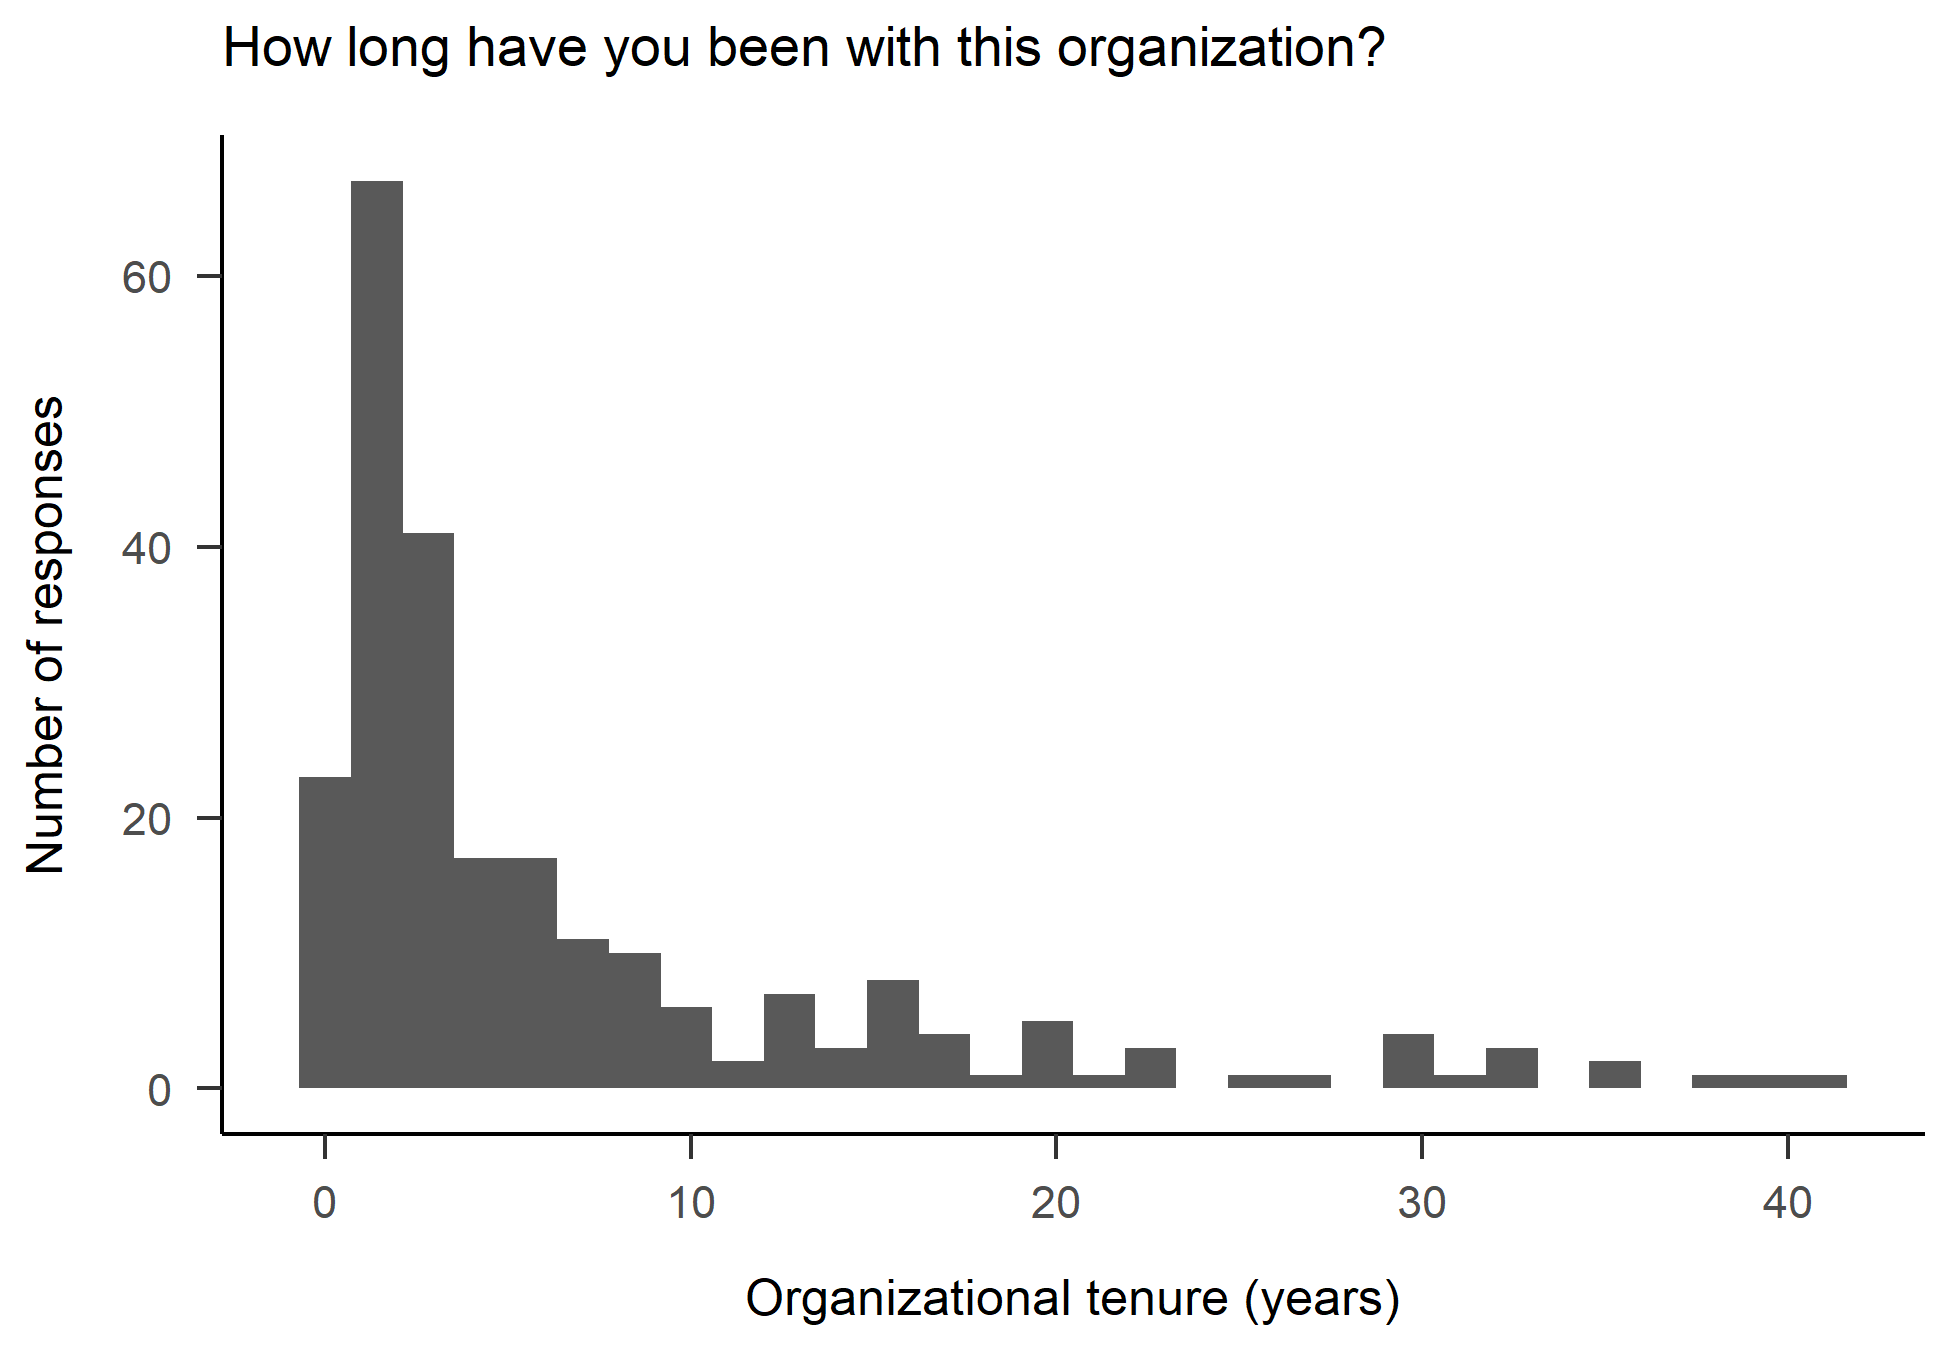 How long have you been with this organization?
Number of responses
60
40
20
0
0 10 20 30 40
Organizational tenure (years)